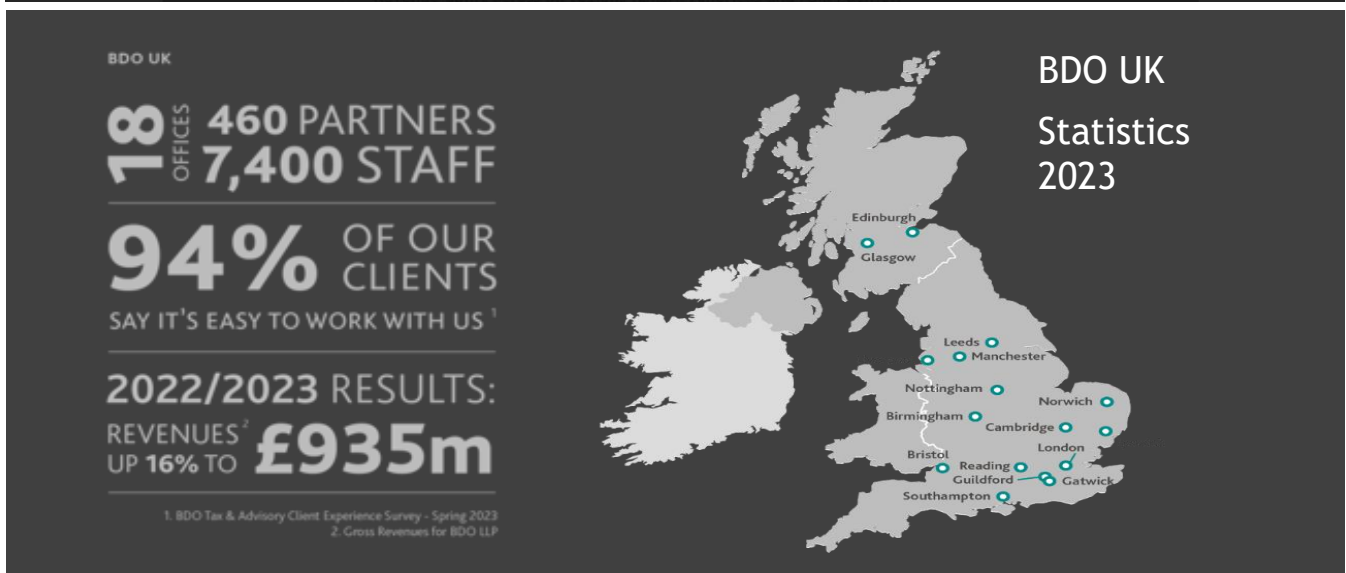 BDO UK
18 OFFICES
460 PARTNERS
7,400 STAFF
94% OF OUR CLIENTS
SAY IT'S EASY TO WORK WITH US 1
2022/2023 RESULTS:
REVENUES 2
UP 16% TO £935m
1. BDO Tax & Advisory Client Experience Survey - Spring 2023
2. Gross Revenues for BDO LLP
BDO UK
Statistics
2023
Edinburgh
Glasgow
Leeds
Manchester
Nottingham
Norwich
Birmingham
Cambridge
London
Bristol
Reading
Guildford
Gatwick
Southampton